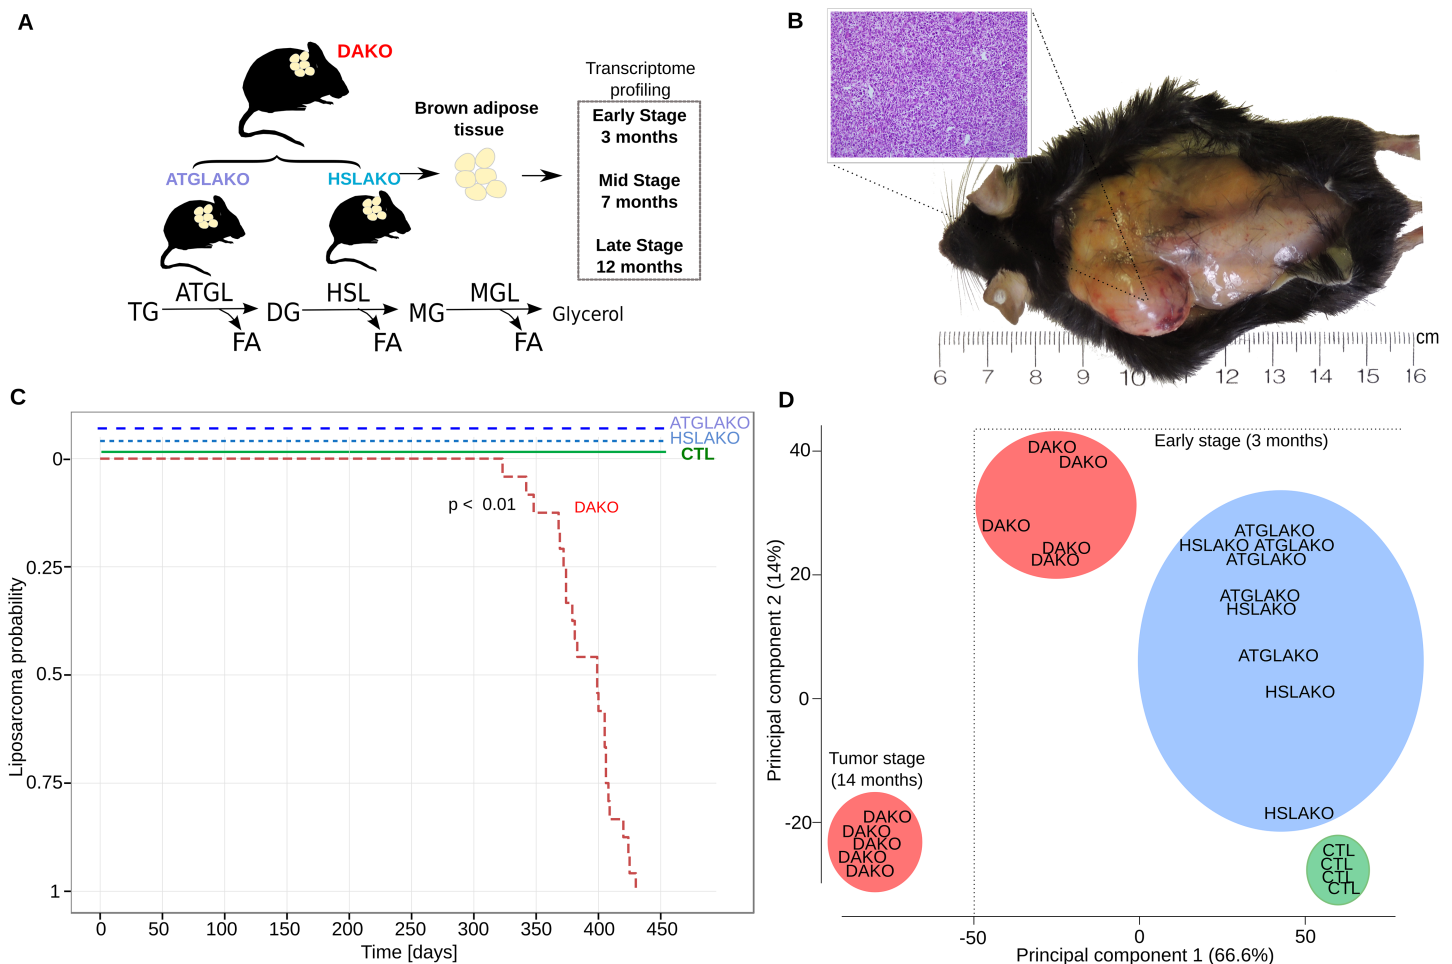 A
DAKO
ATGLAKO
HSLAKO
Brown adipose
tissue
Transcriptome
profiling
Early Stage
3 months
Mid Stage
7 months
Late Stage
12 months
TG
ATGL
FA
DG
HSL
FA
MG
MGL
FA
Glycerol
B
cm
6 7 8 9 10 11 12 13 14 15 16
C
ATGLAKO
HSLAKO
CTL
p < 0.01
DAKO
Liposarcoma probability
0
0.25
0.5
0.75
1
0 50 100 150 200 250 300 350 400 450
Time [days]
D
Early stage (3 months)
DAKO
DAKO
DAKO
DAKO
DAKO
ATGLAKO
HSLAKO ATGLAKO
ATGLAKO
ATGLAKO
HSLAKO
ATGLAKO
HSLAKO
HSLAKO
Tumor stage
(14 months)
DAKO
DAKO
DAKO
DAKO
DAKO
CTL
CTL
CTL
CTL
Principal component 2 (14%)
40
20
0
-20
-50 0 50
Principal component 1 (66.6%)